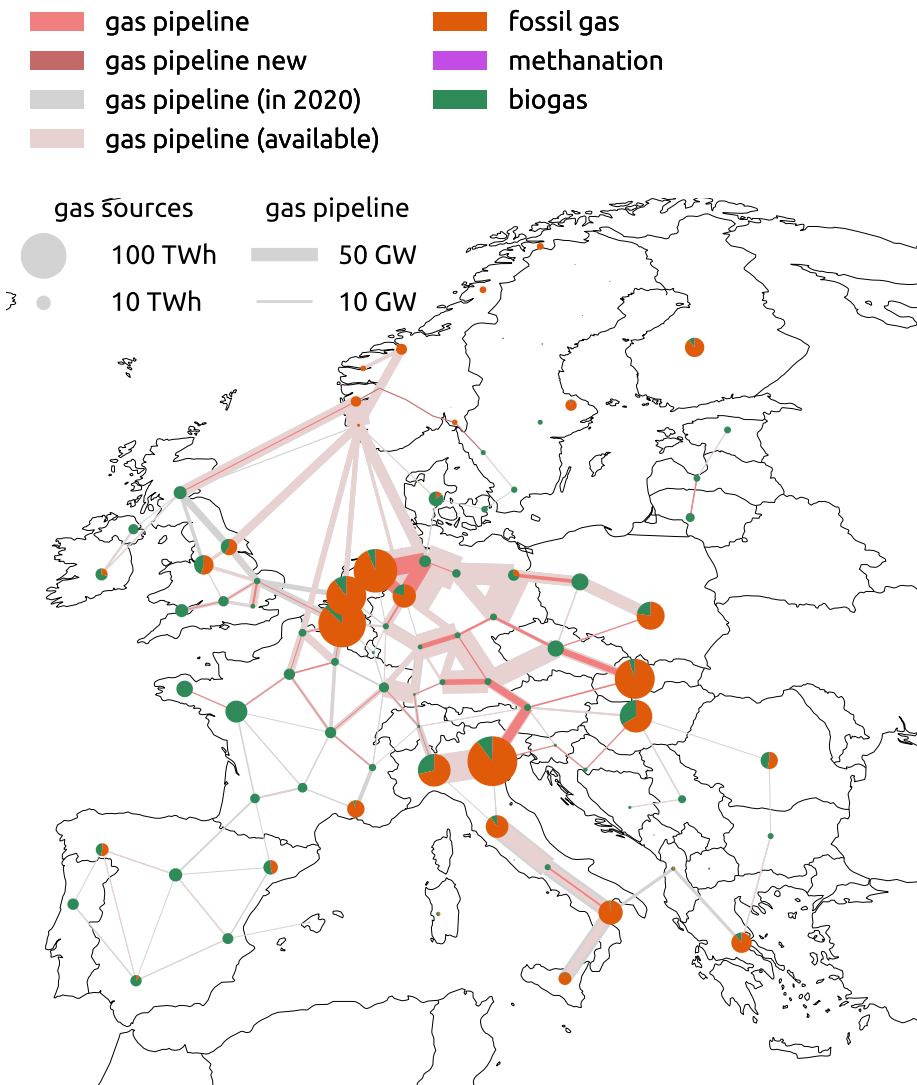 gas pipeline
gas pipeline new
gas pipeline (in 2020)
gas pipeline (available)
fossil gas
methanation
biogas
gas sources
100 TWh
10 TWh
gas pipeline
50 GW
10 GW